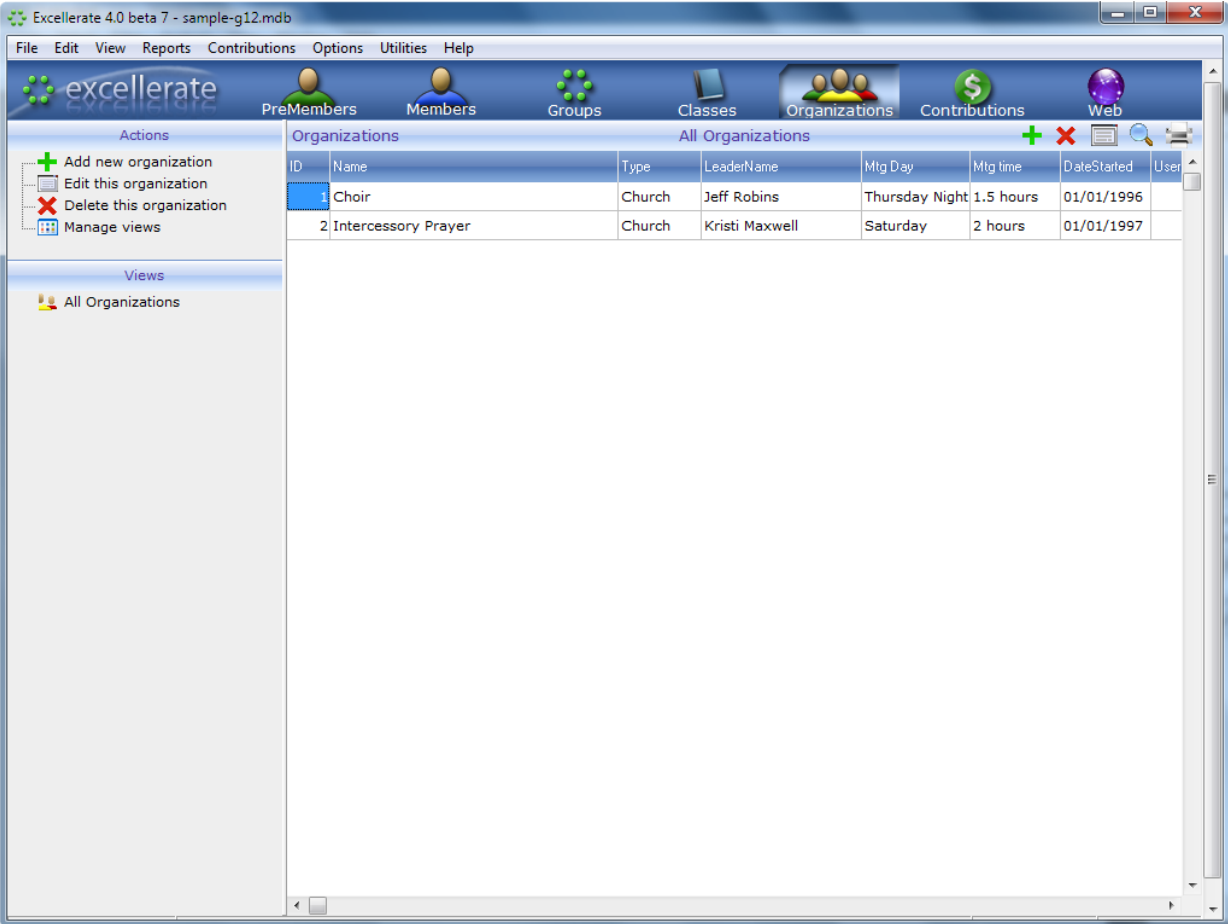 Excellerate 4.0 beta 7 - sample-g12.mdb
File Edit View Reports Contributions Options Utilities Help
excellerate PreMembers Members Groups Classes Organizations Contributions Web
Actions
Add new organization
Edit this organization
Delete this organization
Manage views
Views
All Organizations
Organizations All Organizations
ID Name Type LeaderName Mtg Day Mtg time DateStarted User
1 Choir Church Jeff Robins Thursday Night 1.5 hours 01/01/1996
2 Intercessory Prayer Church Kristi Maxwell Saturday 2 hours 01/01/1997